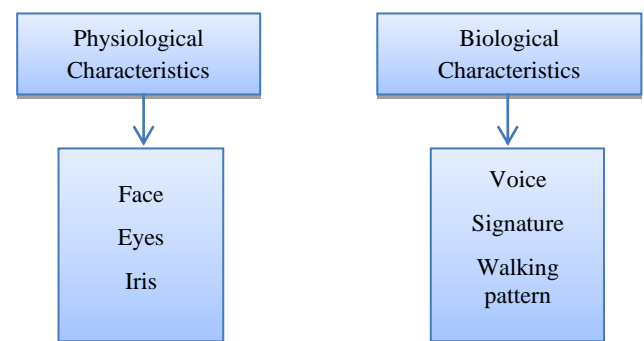 Physiological
Characteristics
Face
Eyes
Iris
Biological
Characteristics
Voice
Signature
Walking
pattern